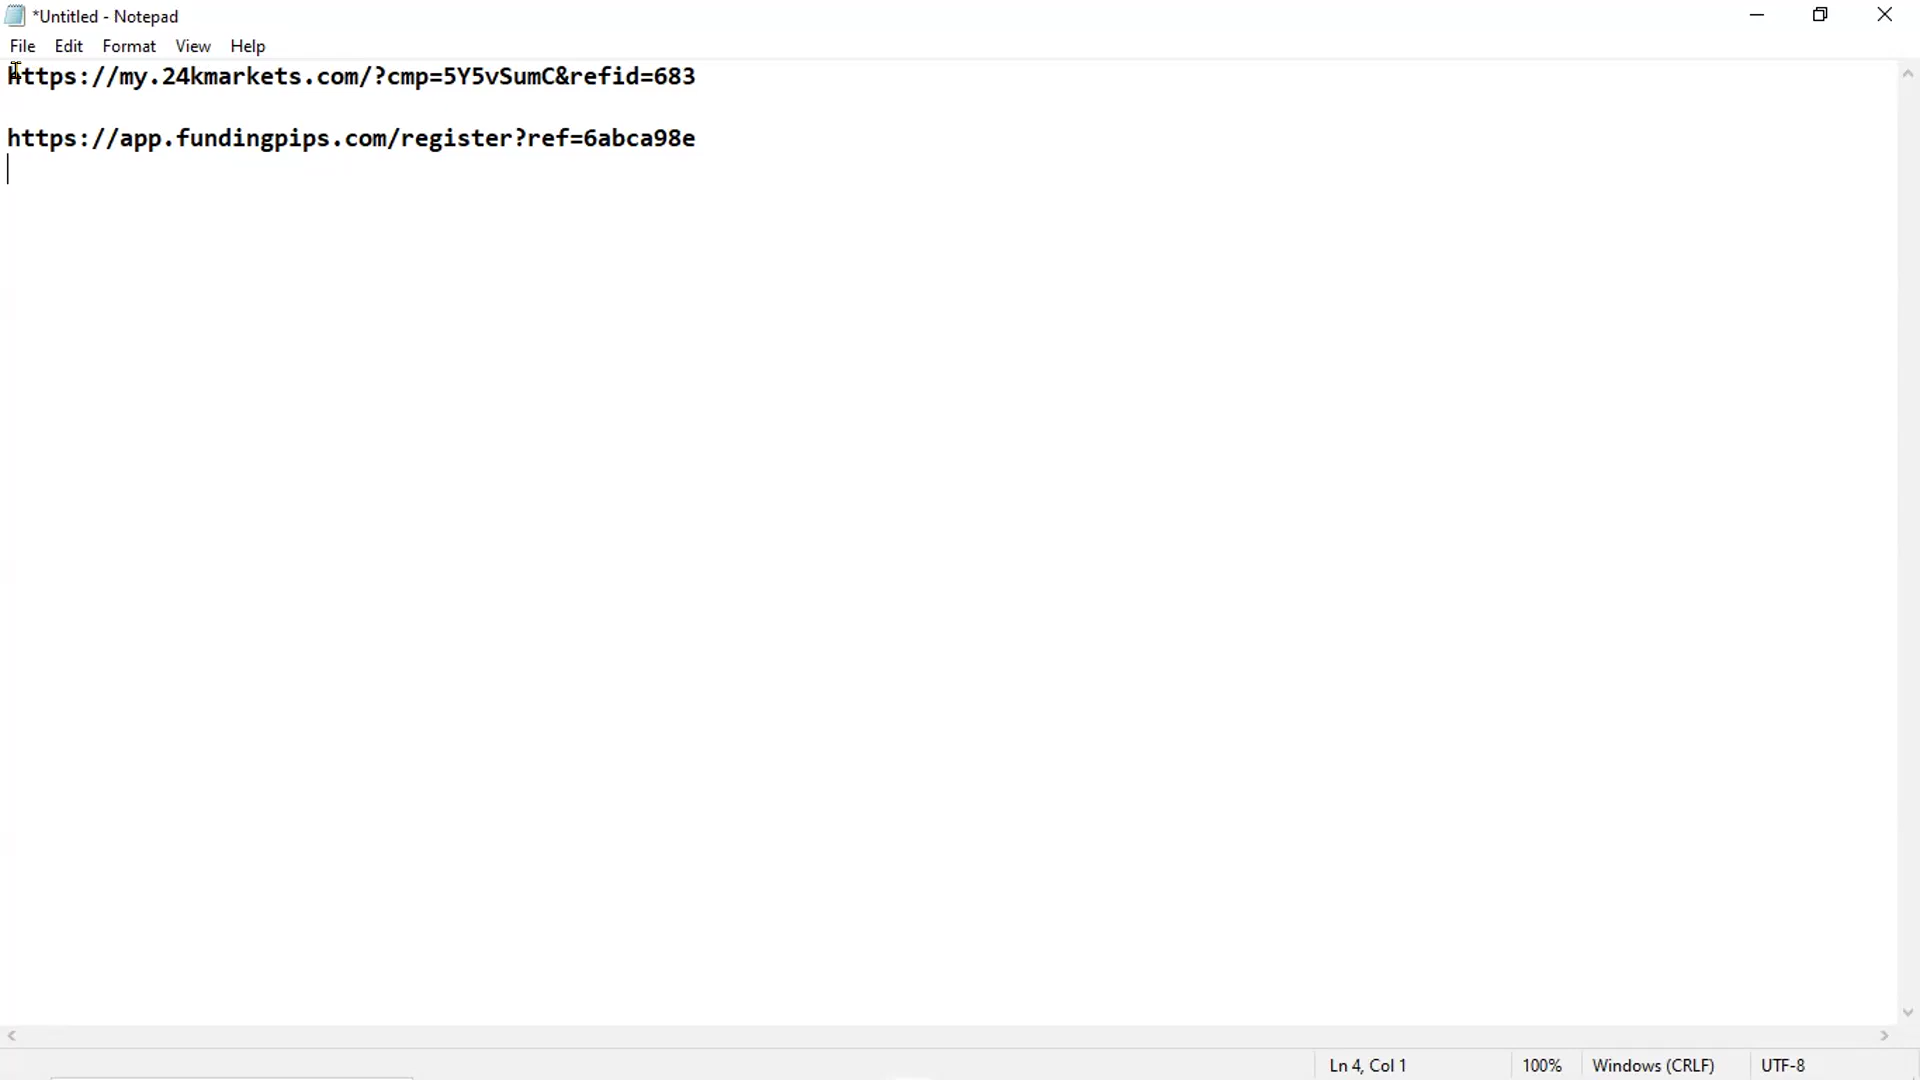 *Untitled - Notepad
File Edit Format View Help
https://my.24kmarkets.com/?cmp=5Y5vSumC&refid=683
https://app.fundingpips.com/register?ref=6abca98e
Ln 4, Col 1 100% Windows (CRLF) UTF-8